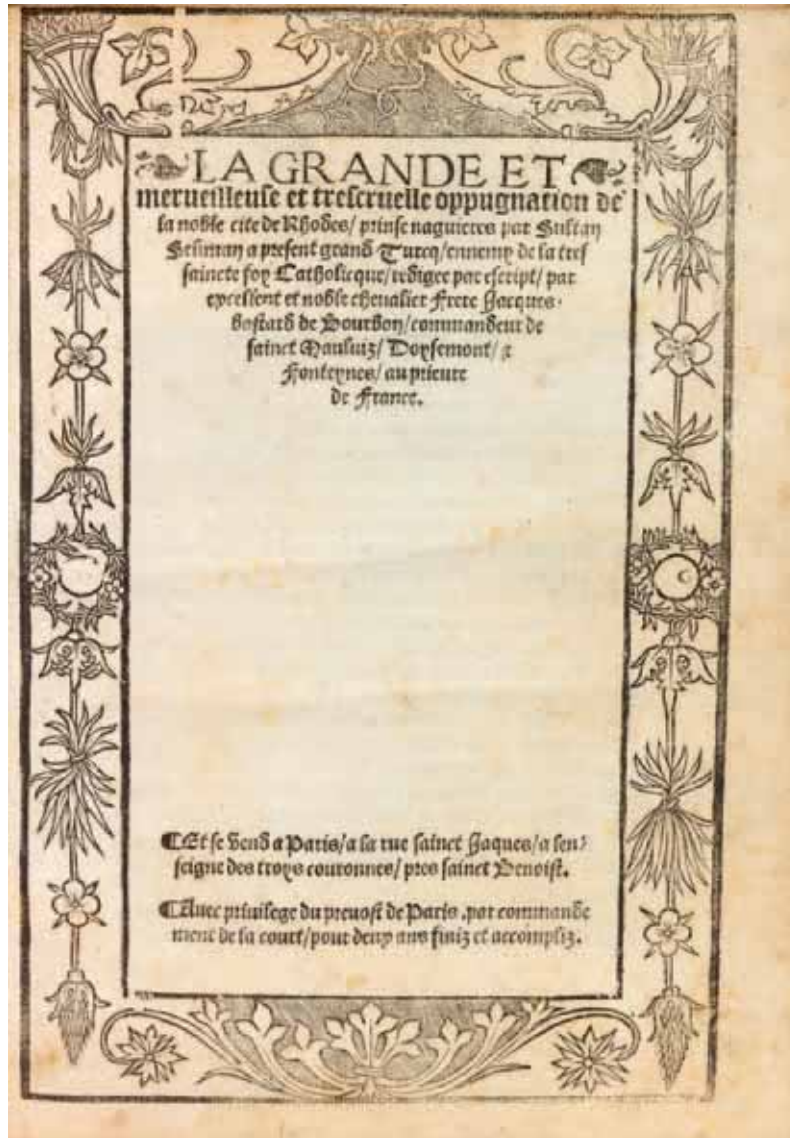 LA GRANDE ET
merueilleuse et trescruelle oppugnation de
la noble cite de Rhodes/ prinse naguieres par Sultan
Seliman a present grand Turcq/ennemy de la tres
saincte foy Catholicque/redigee par escript/ par
excellent et noble chevalier Frere Jacques
bastard de Bourbon/commandeur de
sainct Mauluiz/ Doysemont/ &
Fonteynes/ au prieure
de France.
¶Et se vend a Paris/a la rue sainct Jaques/a len
seigne des troys couronnes/ pres sainct Benoist.
¶Auec priuilege du preuost de Paris .par commande
ment de la court/pour deux ans finiz et accompliz.